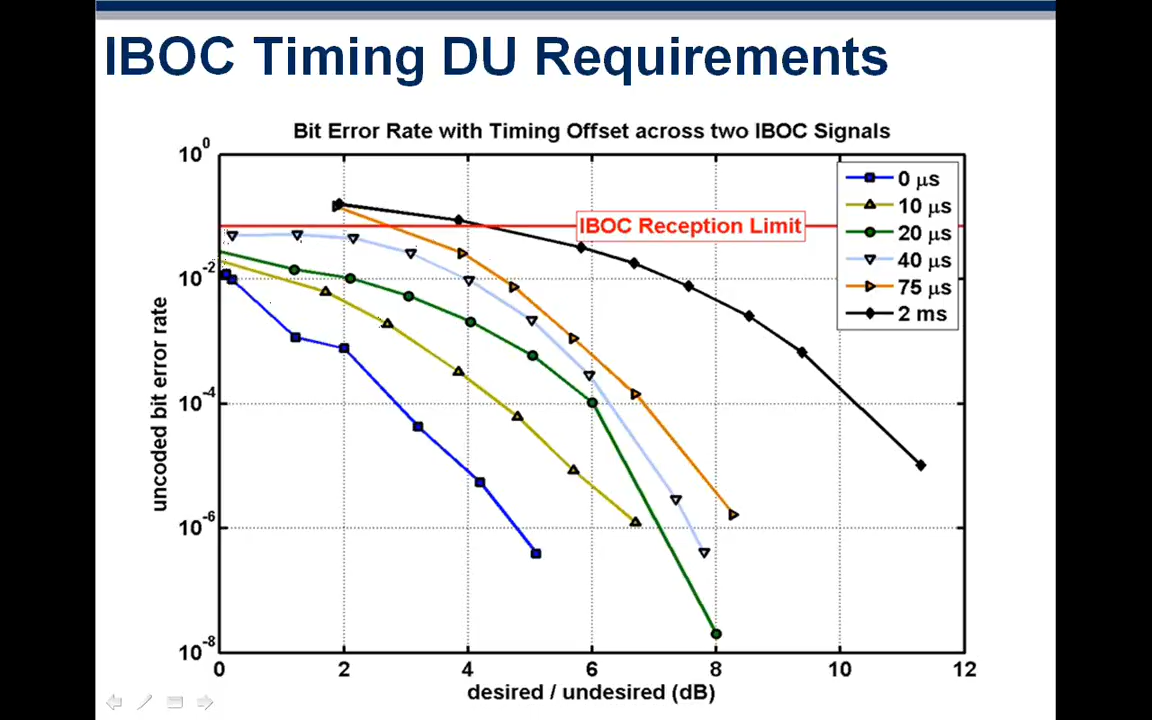 IBOC Timing DU Requirements
Bit Error Rate with Timing Offset across two IBOC Signals
10^0
10^-2
10^-4
10^-6
10^-8
uncoded bit error rate
IBOC Reception Limit
0 μs
10 μs
20 μs
40 μs
75 μs
2 ms
0 2 4 6 8 10 12
desired / undesired (dB)